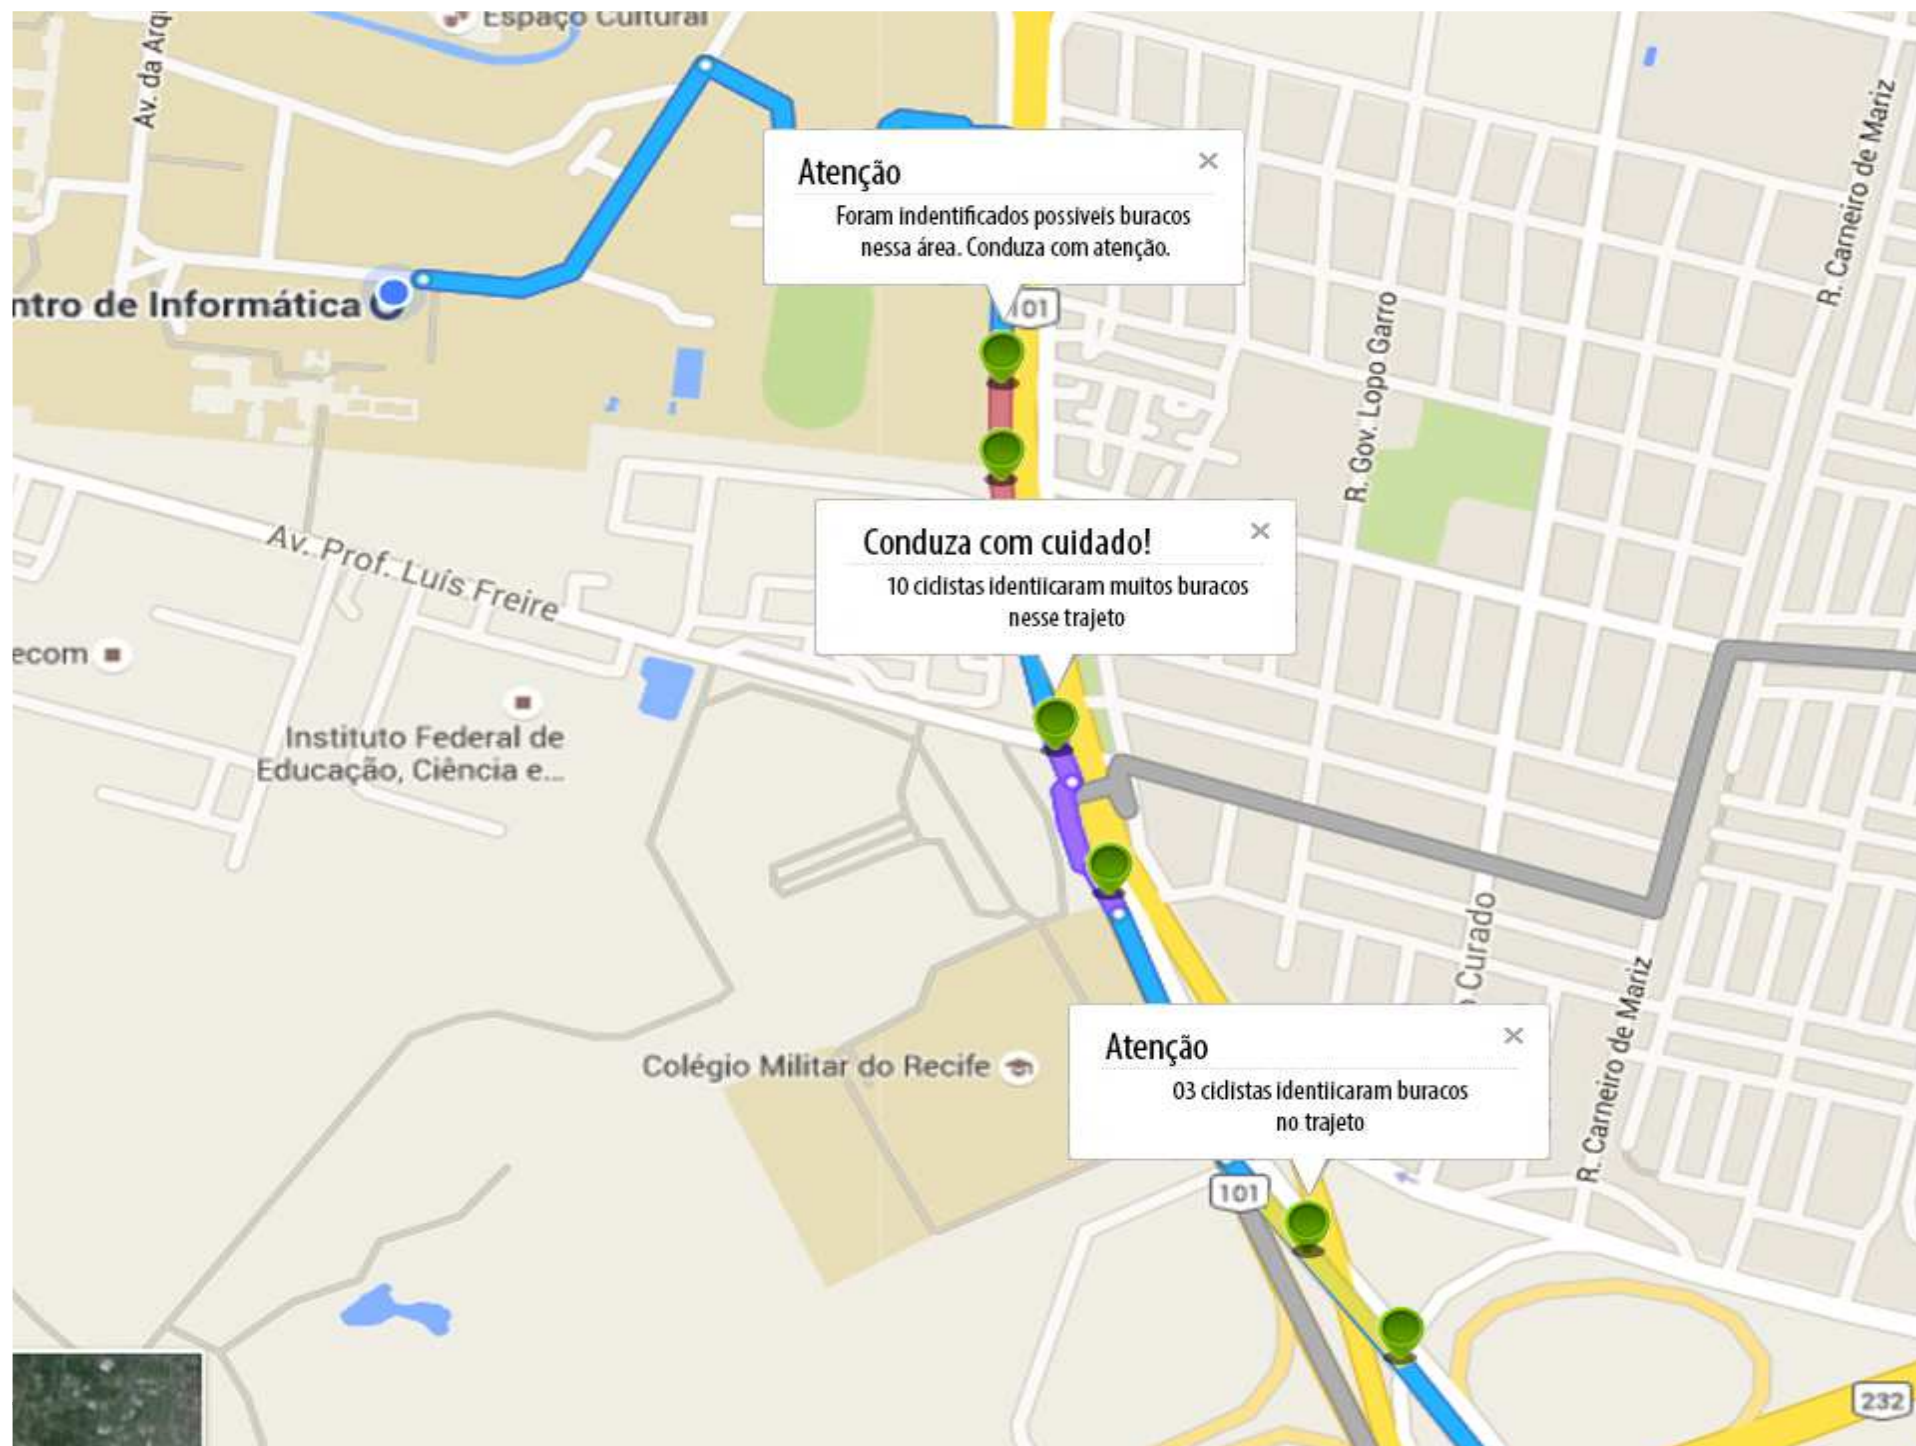 Espaço Cultural
Av. da Arq
R. Carneiro de Mariz
Atenção
Foram indentificados possiveis buracos
nessa área. Conduza com atenção.
101
ntro de Informática
R. Gov. Lopo Garro
Av. Prof. Luís Freire
Conduza com cuidado!
10 ciclistas identiicaram muitos buracos
nesse trajeto
ecom
Instituto Federal de
Educação, Ciência e...
Curado
R. Carneiro de Mariz
Colégio Militar do Recife
Atenção
03 ciclistas identiicaram buracos
no trajeto
101
232